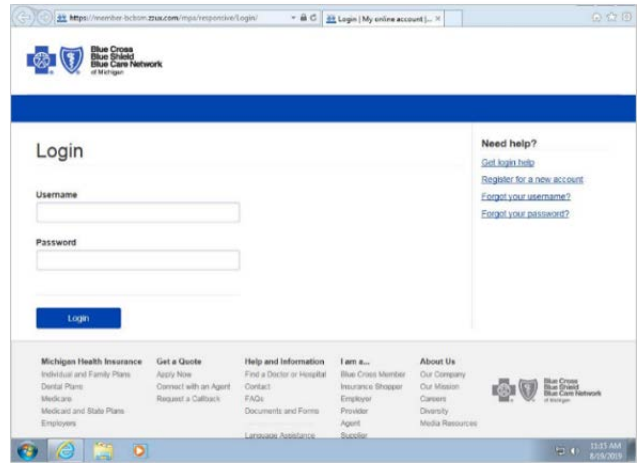 https://member-bcbsm.zzux.com/mpa/responsive/Login/
Login | My online account |...
Blue Cross
Blue Shield
Blue Care Network
of Michigan
Login
Username
Password
Login
Need help?
Get login help
Register for a new account
Forgot your username?
Forgot your password?
Michigan Health Insurance
Individual and Family Plans
Dental Plans
Medicare
Medicaid and State Plans
Employers
Get a Quote
Apply Now
Connect with an Agent
Request a Callback
Help and Information
Find a Doctor or Hospital
Contact
FAQs
Documents and Forms
Language Assistance
I am a...
Blue Cross Member
Insurance Shopper
Employer
Provider
Agent
Supplier
About Us
Our Company
Our Mission
Careers
Diversity
Media Resources
Blue Cross
Blue Shield
Blue Care Network
of Michigan
11:15 AM
8/19/2019